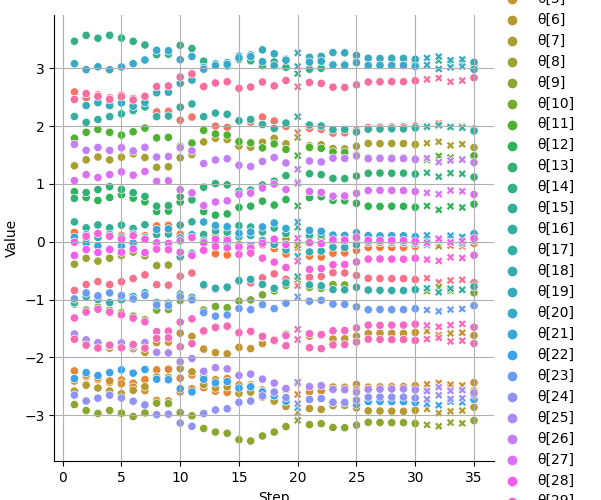 θ[5]
θ[6]
θ[7]
θ[8]
θ[9]
θ[10]
θ[11]
θ[12]
θ[13]
θ[14]
θ[15]
θ[16]
θ[17]
θ[18]
θ[19]
θ[20]
θ[21]
θ[22]
θ[23]
θ[24]
θ[25]
θ[26]
θ[27]
θ[28]
θ[29]
Value
3
2
1
0
−1
−2
−3
0
5
10
15
20
25
30
35
Step